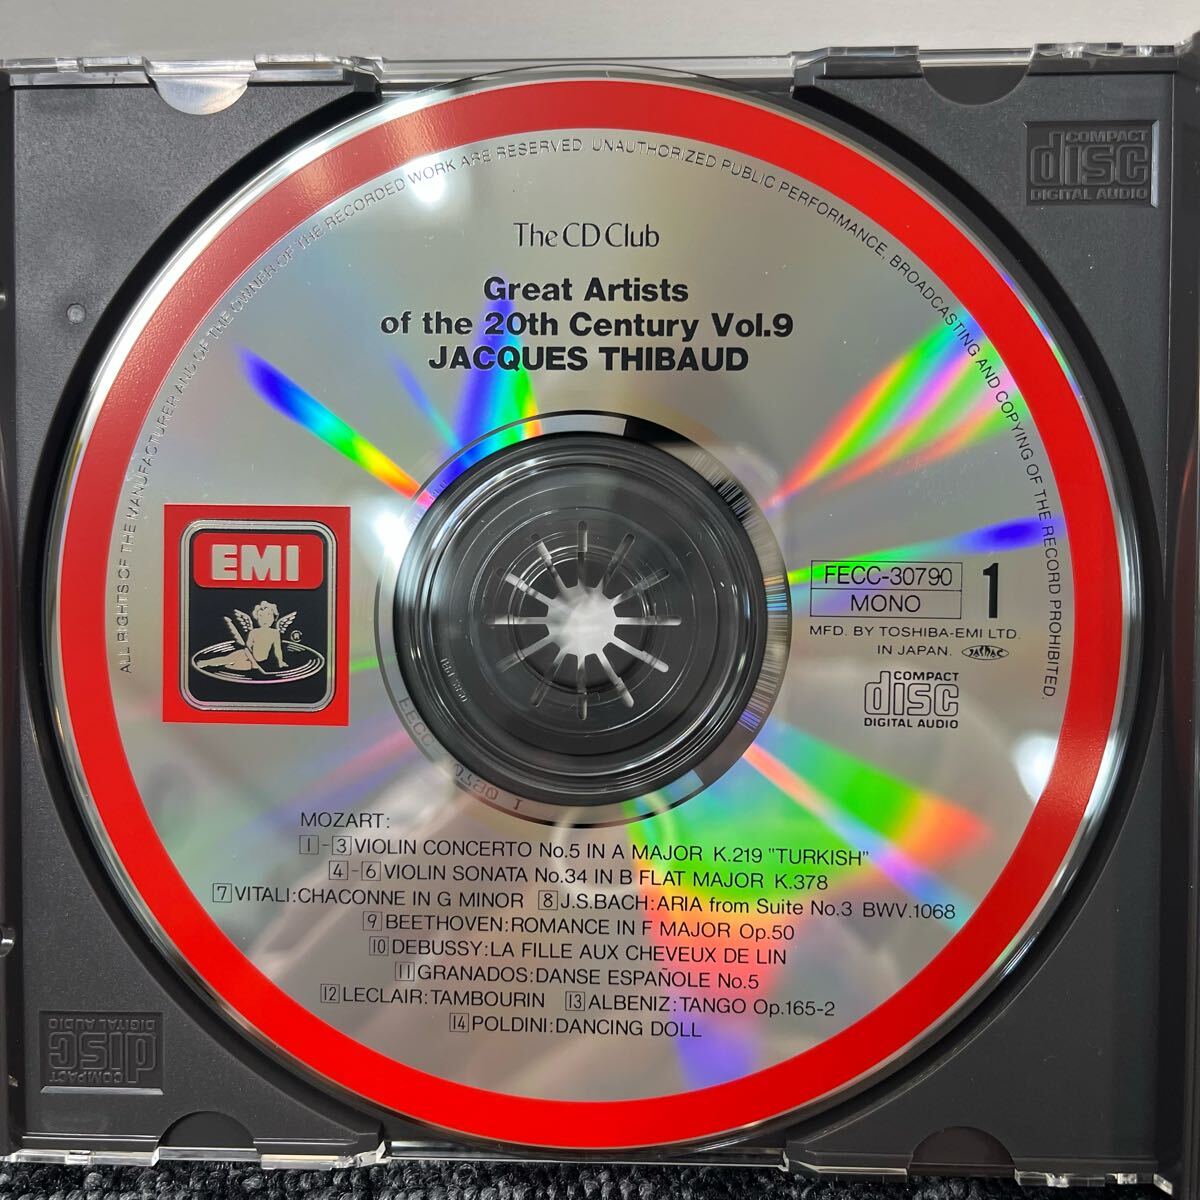 COMPACT
disc
DIGITAL AUDIO
ALL RIGHTS OF THE MANUFACTURER AND OF THE OWNER OF THE RECORDED WORK ARE RESERVED. UNAUTHORIZED PUBLIC PERFORMANCE, BROADCASTING AND COPYING OF THE RECORD PROHIBITED.
The CD Club
Great Artists
of the 20th Century Vol.9
JACQUES THIBAUD
EMI
®
FECC-30790
MONO
1
MFD. BY TOSHIBA-EMI LTD.
IN JAPAN.
COMPACT
disc
DIGITAL AUDIO
MOZART:
1-3 VIOLIN CONCERTO No.5 IN A MAJOR K.219 "TURKISH"
4-6 VIOLIN SONATA No.34 IN B FLAT MAJOR K.378
7 VITALI: CHACONNE IN G MINOR 8 J.S.BACH: ARIA from Suite No.3 BWV.1068
9 BEETHOVEN: ROMANCE IN F MAJOR Op.50
10 DEBUSSY: LA FILLE AUX CHEVEUX DE LIN
11 GRANADOS: DANSE ESPAÑOLE No.5
12 LECLAIR: TAMBOURIN 13 ALBENIZ: TANGO Op.165-2
14 POLDINI: DANCING DOLL
COMPACT
disc
DIGITAL AUDIO